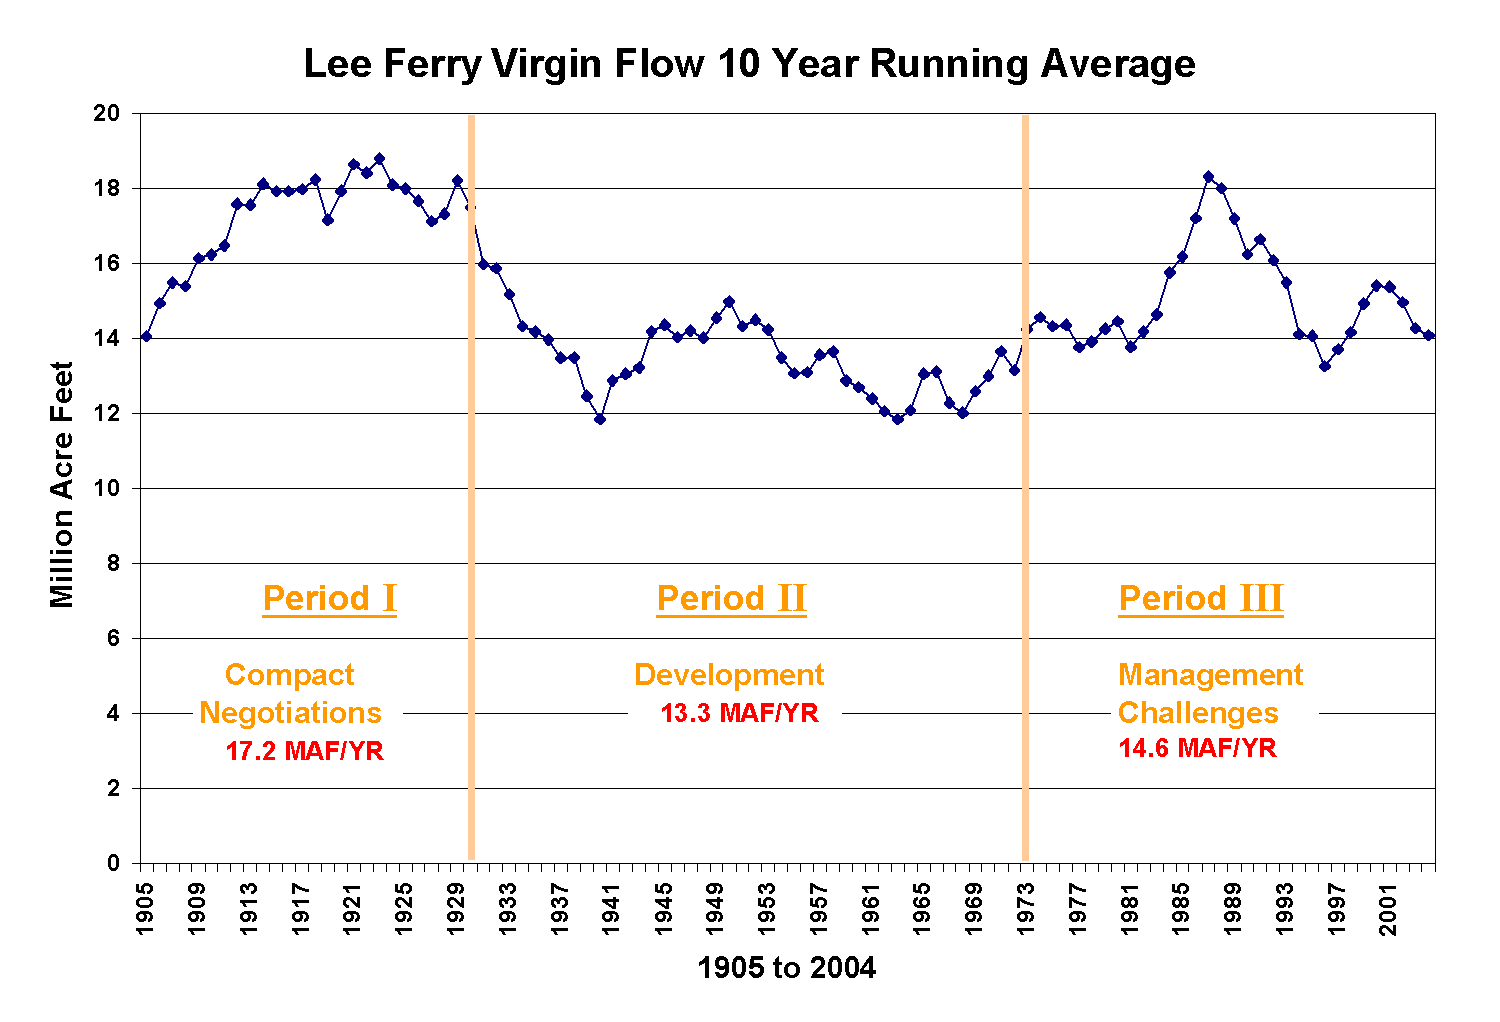 Lee Ferry Virgin Flow 10 Year Running Average
Million Acre Feet
20
18
16
14
12
10
8
6
4
2
0
Period I
Compact
Negotiations
17.2 MAF/YR
Period II
Development
13.3 MAF/YR
Period III
Management
Challenges
14.6 MAF/YR
1905
1909
1913
1917
1921
1925
1929
1933
1937
1941
1945
1949
1953
1957
1961
1965
1969
1973
1977
1981
1985
1989
1993
1997
2001
1905 to 2004